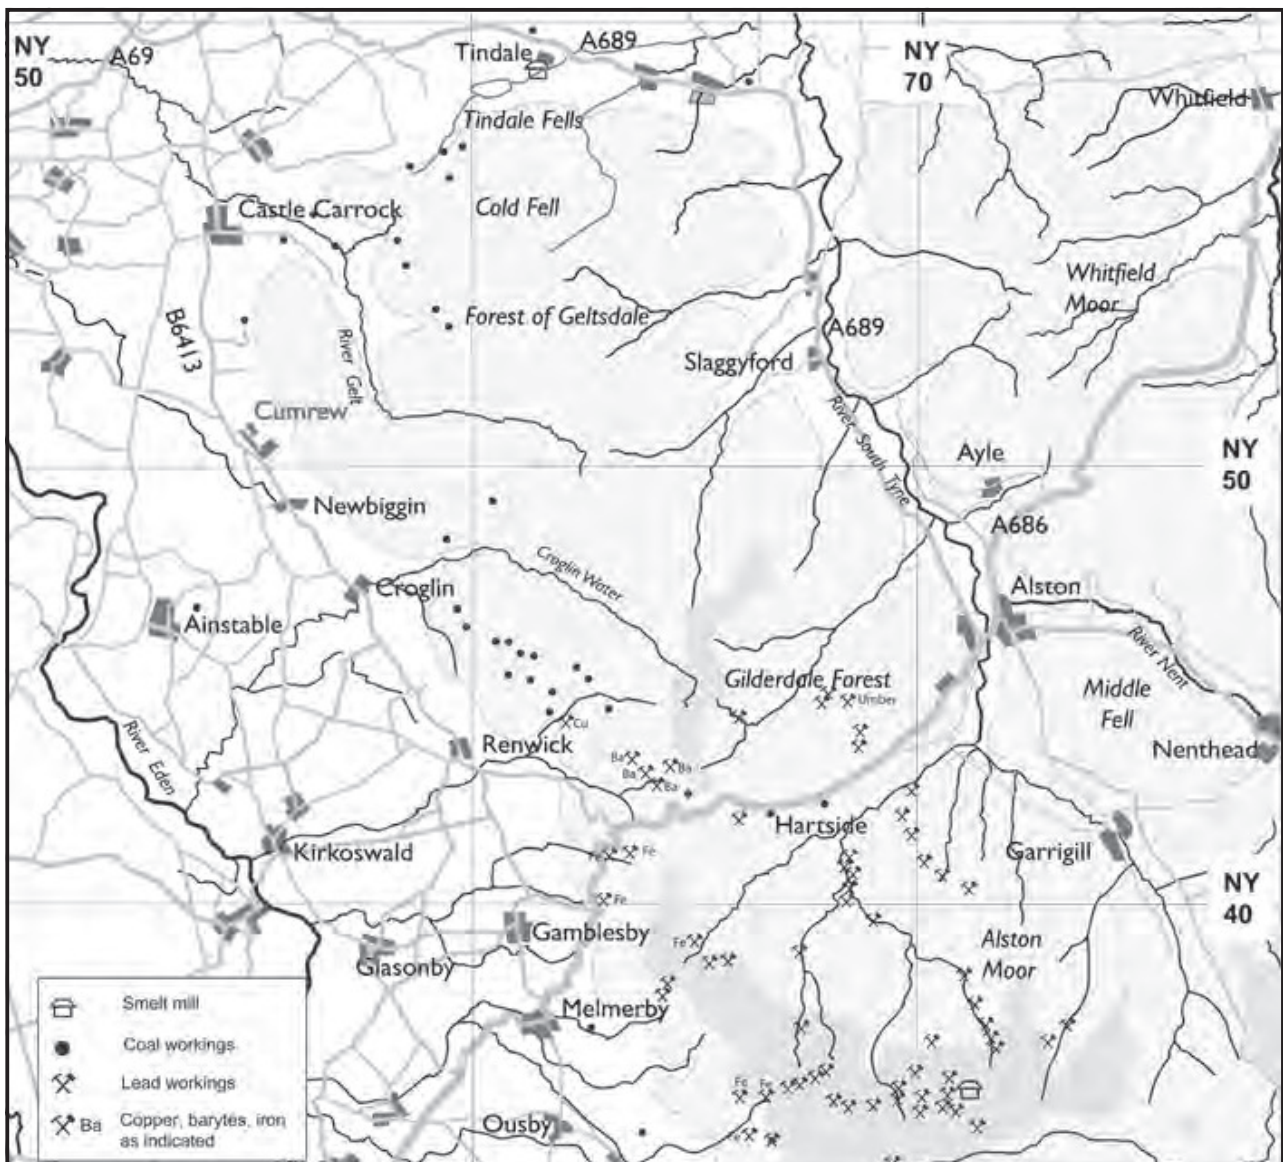 NY
50
A69
Tindale
A689
NY
70
Whitfield
Tindale Fells
Castle Carrock
Cold Fell
Whitfield
Moor
B6413
River Gelt
Forest of Geltsdale
A689
Slaggyford
Cumrew
River South Tyne
Ayle
NY
50
Newbiggin
A686
Croglin Water
Croglin
Alston
Ainstable
River Nent
Gilderdale Forest
Umber
Middle
Fell
Cu
River Eden
Renwick
Nenthead
Ba
Ba
Ba
Ba
Hartside
Kirkoswald
Fe
Fe
Garrigill
NY
40
Fe
Gamblesby
Fe
Alston
Moor
Glasonby
Melmerby
Smelt mill
Coal workings
Lead workings
Fe
Fe
Ba
Copper, barytes, iron
as indicated
Ousby